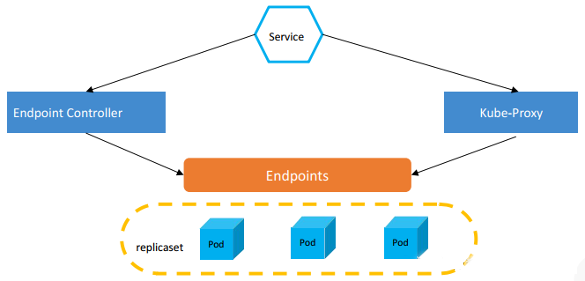 Service
Endpoint Controller
Kube-Proxy
Endpoints
replicaset
Pod
Pod
Pod